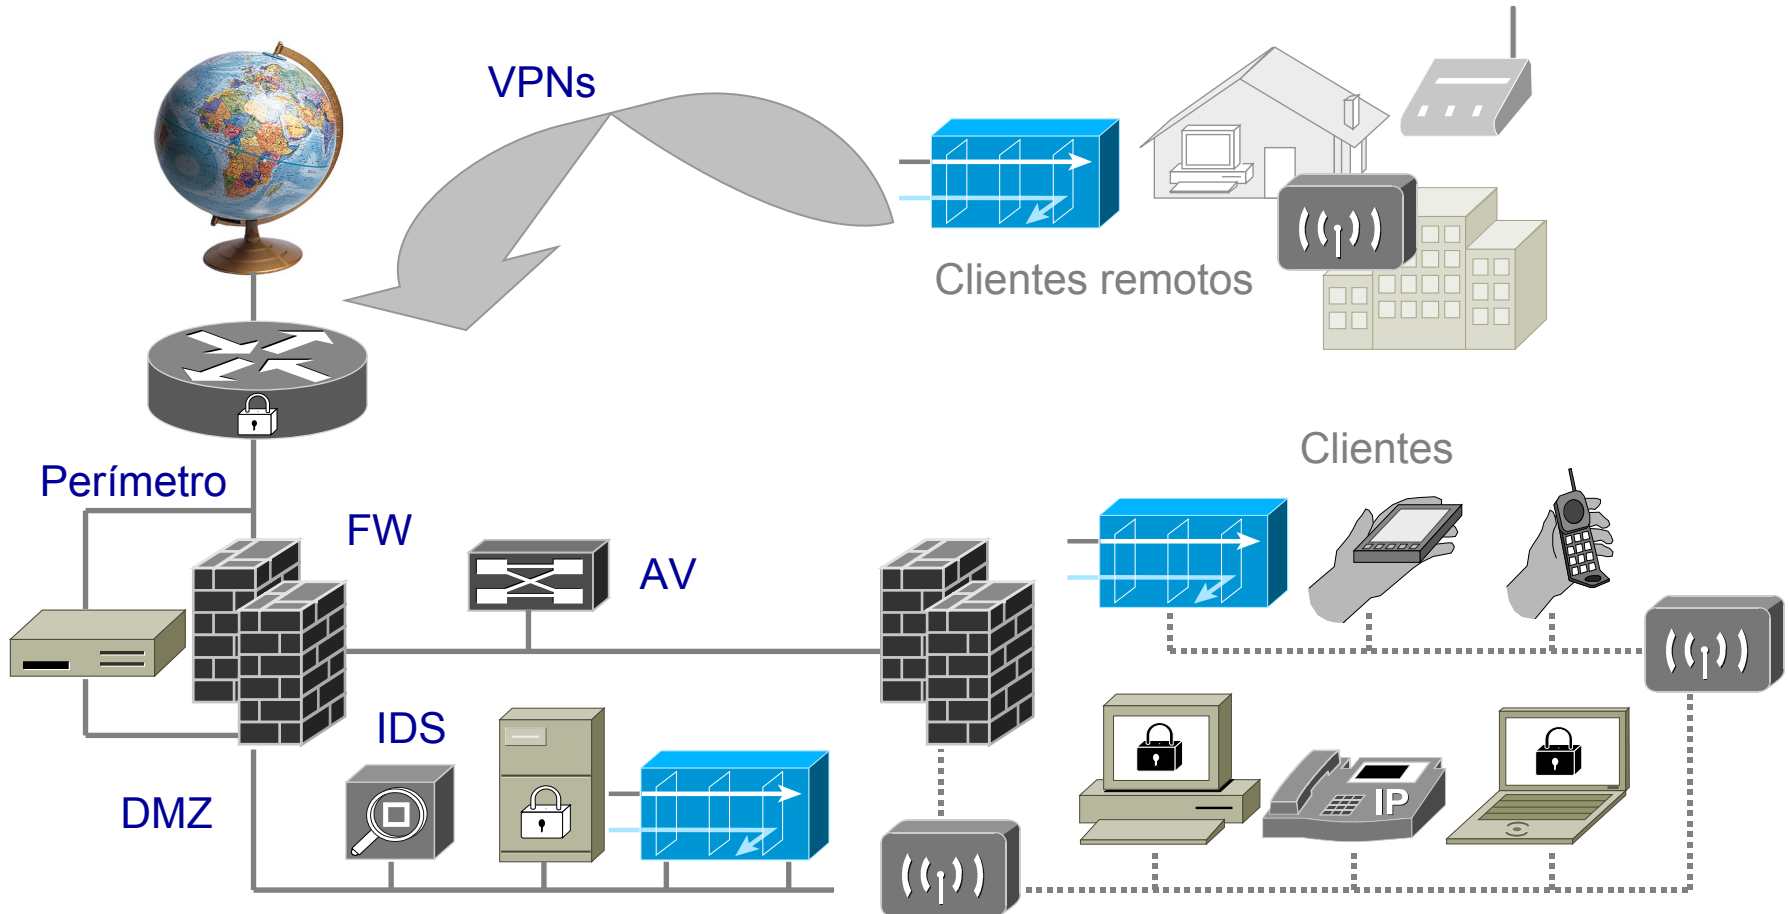 VPNs
Clientes remotos
Clientes
Perímetro
FW
AV
IDS
DMZ
IP